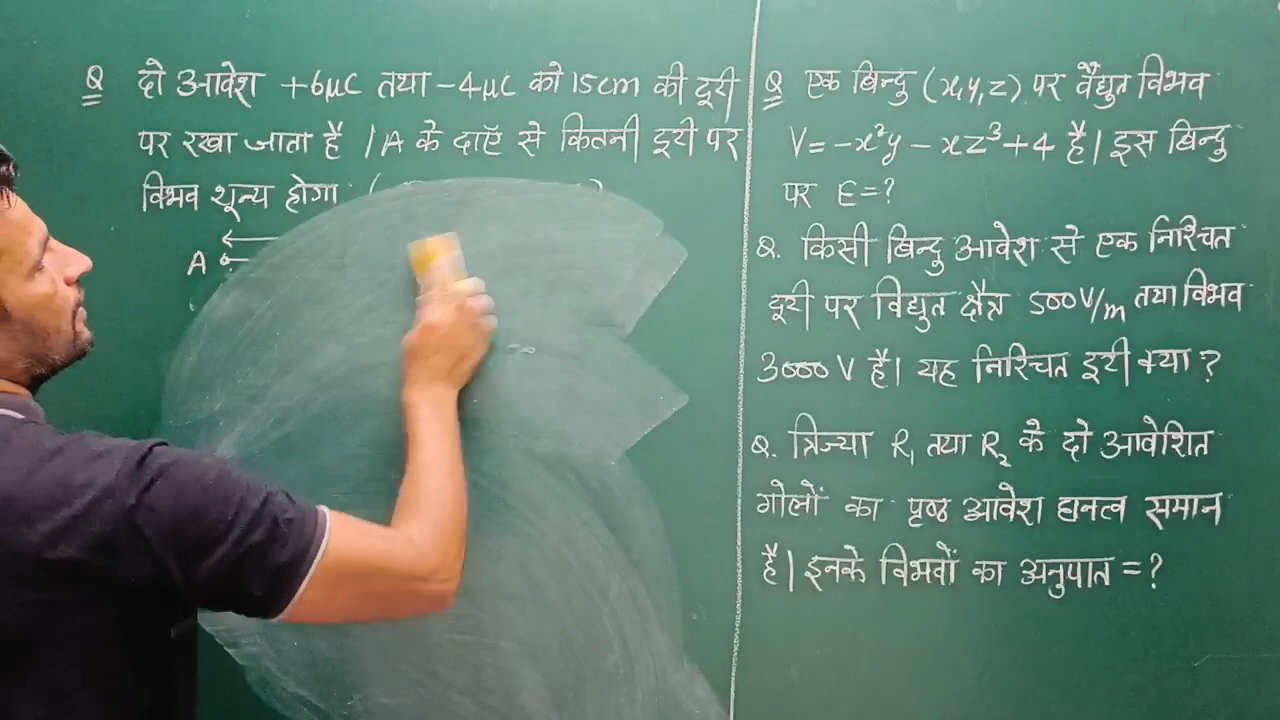 Q दो आवेश +6μC तथा -4μC को 15cm की दूरी
पर रखा जाता है । A के दाएँ से कितनी दूरी पर
विभव शून्य होगा (
A
Q एक बिन्दु (x,y,z) पर वैद्युत विभव
V = -x²y - xz³ + 4 है। इस बिन्दु
पर E=?
Q. किसी बिन्दु आवेश से एक निश्चित
दूरी पर विद्युत क्षैत्र 500V/m तथा विभव
3000 V है। यह निश्चित दूरी क्या ?
Q. त्रिज्या R₁ तथा R₂ के दो आवेशित
गोलों का पृष्ठ आवेश घनत्व समान
है। इनके विभवों का अनुपात = ?